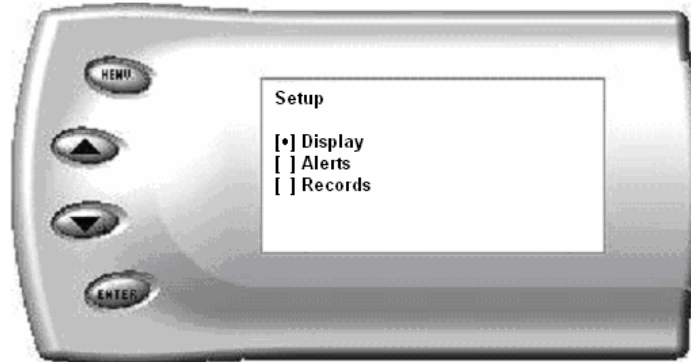 MENU
Setup
[•] Display
[ ] Alerts
[ ] Records
ENTER